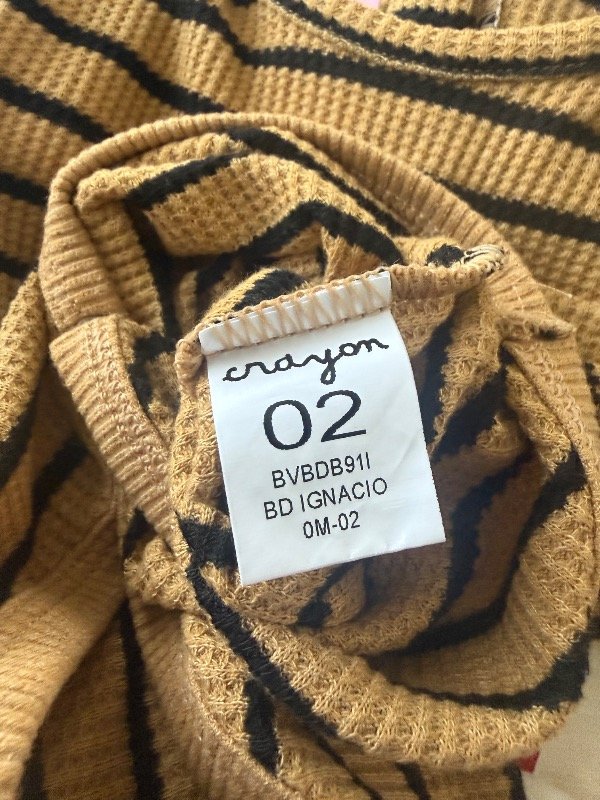 crayon
02
BVBDB91I
BD IGNACIO
0M-02